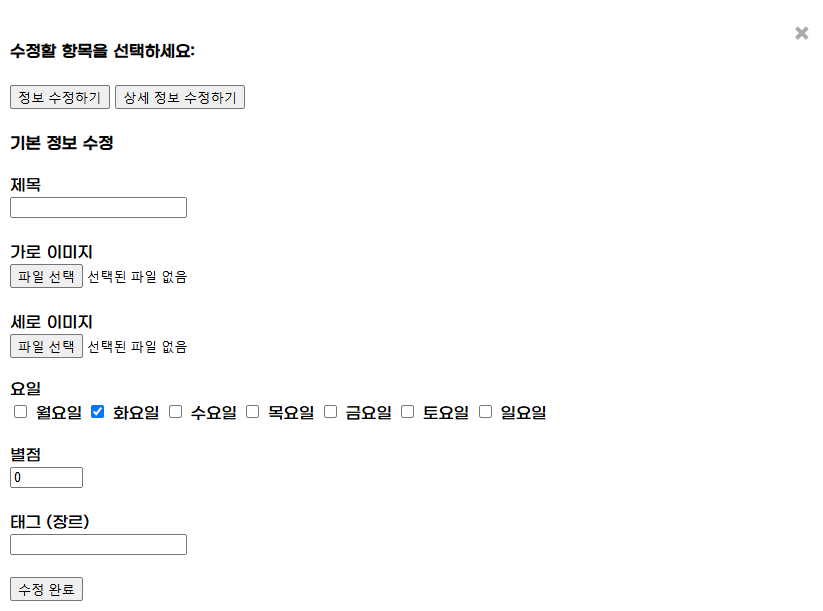 수정할 항목을 선택하세요:
정보 수정하기 상세 정보 수정하기
기본 정보 수정
제목
가로 이미지
파일 선택 선택된 파일 없음
세로 이미지
파일 선택 선택된 파일 없음
요일
월요일 화요일 수요일 목요일 금요일 토요일 일요일
별점
0
태그 (장르)
수정 완료